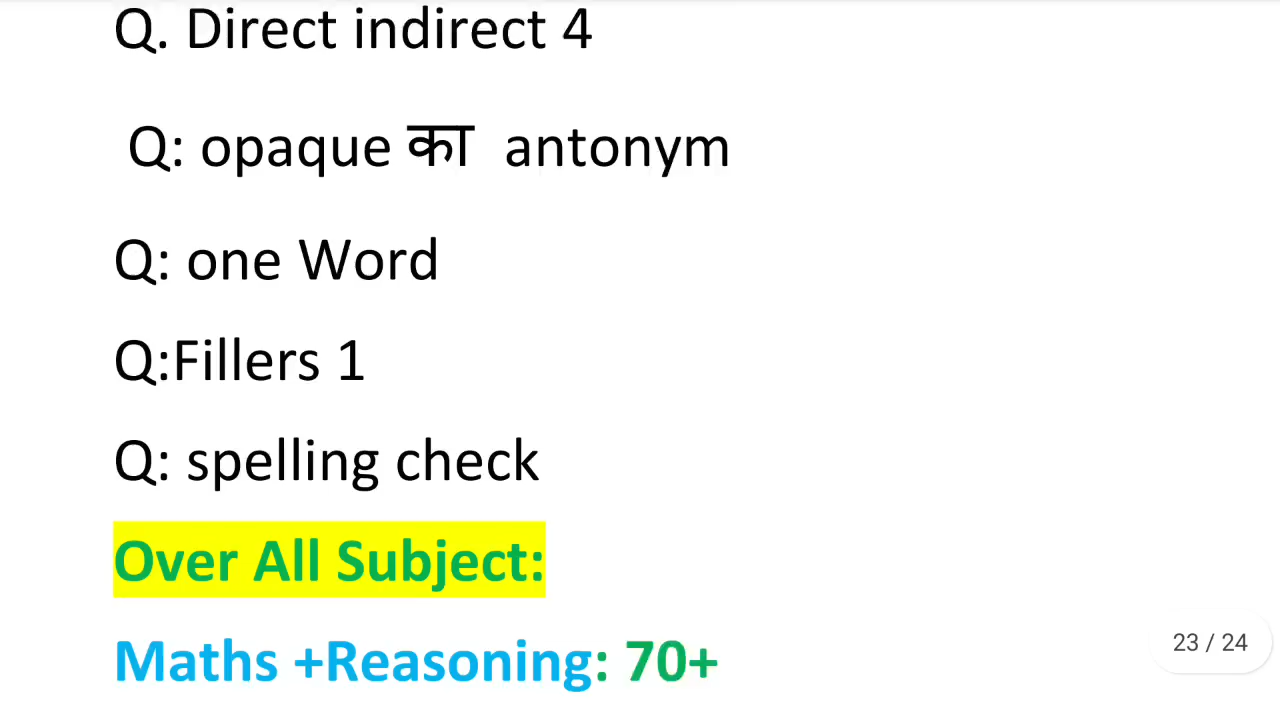 Q. Direct indirect 4
Q: opaque का antonym
Q: one Word
Q:Fillers 1
Q: spelling check
Over All Subject:
Maths +Reasoning: 70+
23 / 24